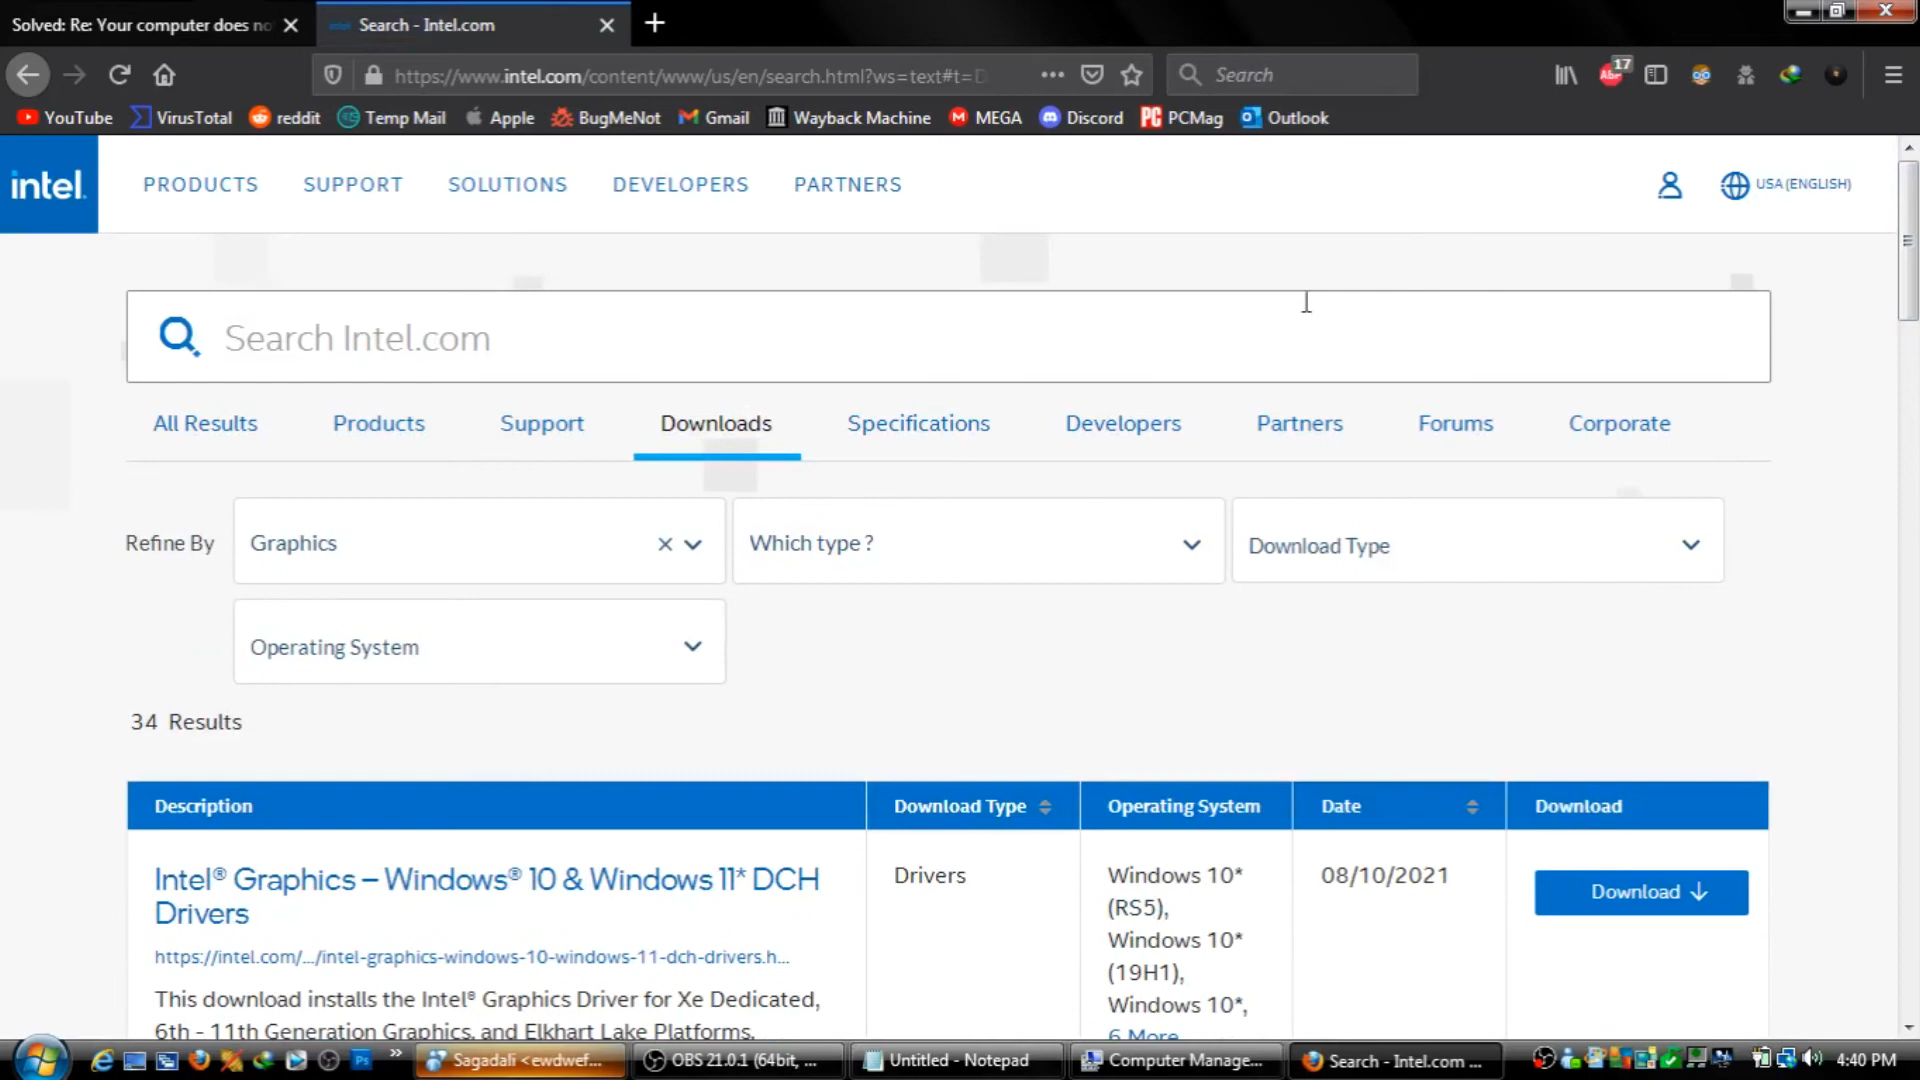 Solved: Re: Your computer does no
Search - Intel.com
https://www.intel.com/content/www/us/en/search.html?ws=text#t=D
Search
17
ABP
YouTube
VirusTotal
reddit
Temp Mail
Apple
BugMeNot
Gmail
Wayback Machine
MEGA
Discord
PC
PCMag
Outlook
intel.
PRODUCTS
SUPPORT
SOLUTIONS
DEVELOPERS
PARTNERS
USA (ENGLISH)
Search Intel.com
All Results
Products
Support
Downloads
Specifications
Developers
Partners
Forums
Corporate
Refine By
Graphics
Which type ?
Download Type
Operating System
34 Results
Description
Download Type
Operating System
Date
Download
Intel® Graphics – Windows® 10 & Windows 11* DCH
Drivers
https://intel.com/.../intel-graphics-windows-10-windows-11-dch-drivers.h...
This download installs the Intel® Graphics Driver for Xe Dedicated,
6th - 11th Generation Graphics, and Elkhart Lake Platforms.
Drivers
Windows 10*
(RS5),
Windows 10*
(19H1),
Windows 10*,
6 More
08/10/2021
Download
Ps
Sagadali <ewdwef...
OBS 21.0.1 (64bit, ...
Untitled - Notepad
Computer Manage...
Search - Intel.com ...
4:40 PM